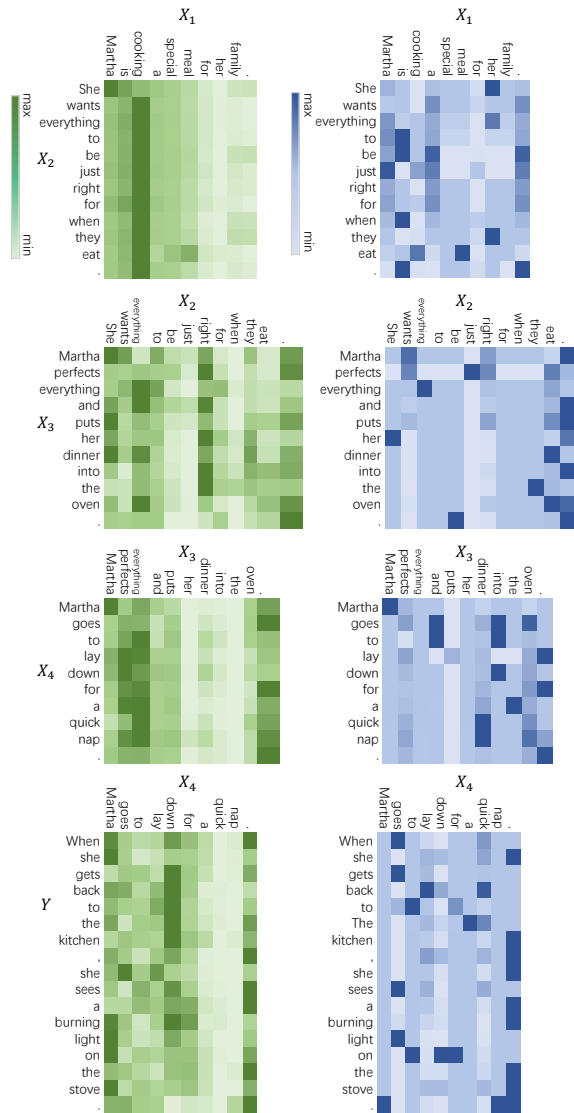 X₁ X₁
Martha is cooking a special meal for her family . Martha is cooking a special meal for her family .
max min max min
X₂
She She
wants wants
everything everything
to to
be be
just just
right right
for for
when when
they they
eat eat
. .
X₂ X₂
She wants everything to be just right for when they eat . She wants everything to be just right for when they eat .
X₃
Martha Martha
perfects perfects
everything everything
and and
puts puts
her her
dinner dinner
into into
the the
oven oven
. .
X₃ X₃
Martha perfects everything and puts her dinner into the oven . Martha perfects everything and puts her dinner into the oven .
X₄
Martha Martha
goes goes
to to
lay lay
down down
for for
a a
quick quick
nap nap
. .
X₄ X₄
Martha goes to lay down for a quick nap . Martha goes to lay down for a quick nap .
Y
When When
she she
gets gets
back back
to to
the The
kitchen kitchen
, ,
she she
sees sees
a a
burning burning
light light
on on
the the
stove stove
. .